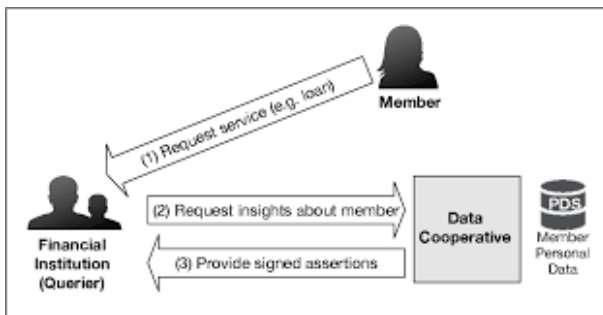 Member
(1) Request service (e.g. loan)
(2) Request insights about member
(3) Provide signed assertions
Financial
Institution
(Querier)
Data
Cooperative
PDS
Member
Personal
Data